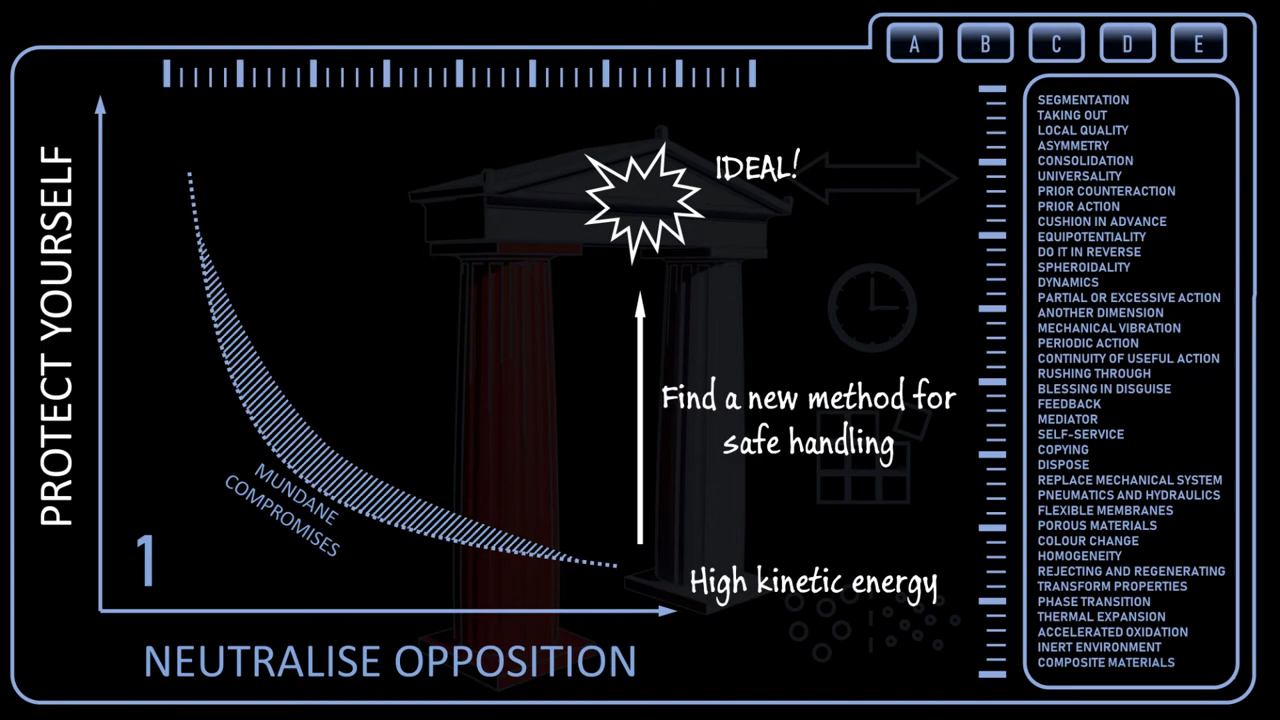 A
B
C
D
E
PROTECT YOURSELF
IDEAL!
Find a new method for
safe handling
MUNDANE
COMPROMISES
1
High kinetic energy
NEUTRALISE OPPOSITION
SEGMENTATION
TAKING OUT
LOCAL QUALITY
ASYMMETRY
CONSOLIDATION
UNIVERSALITY
PRIOR COUNTERACTION
PRIOR ACTION
CUSHION IN ADVANCE
EQUIPOTENTIALITY
DO IT IN REVERSE
SPHEROIDALITY
DYNAMICS
PARTIAL OR EXCESSIVE ACTION
ANOTHER DIMENSION
MECHANICAL VIBRATION
PERIODIC ACTION
CONTINUITY OF USEFUL ACTION
RUSHING THROUGH
BLESSING IN DISGUISE
FEEDBACK
MEDIATOR
SELF-SERVICE
COPYING
DISPOSE
REPLACE MECHANICAL SYSTEM
PNEUMATICS AND HYDRAULICS
FLEXIBLE MEMBRANES
POROUS MATERIALS
COLOUR CHANGE
HOMOGENEITY
REJECTING AND REGENERATING
TRANSFORM PROPERTIES
PHASE TRANSITION
THERMAL EXPANSION
ACCELERATED OXIDATION
INERT ENVIRONMENT
COMPOSITE MATERIALS